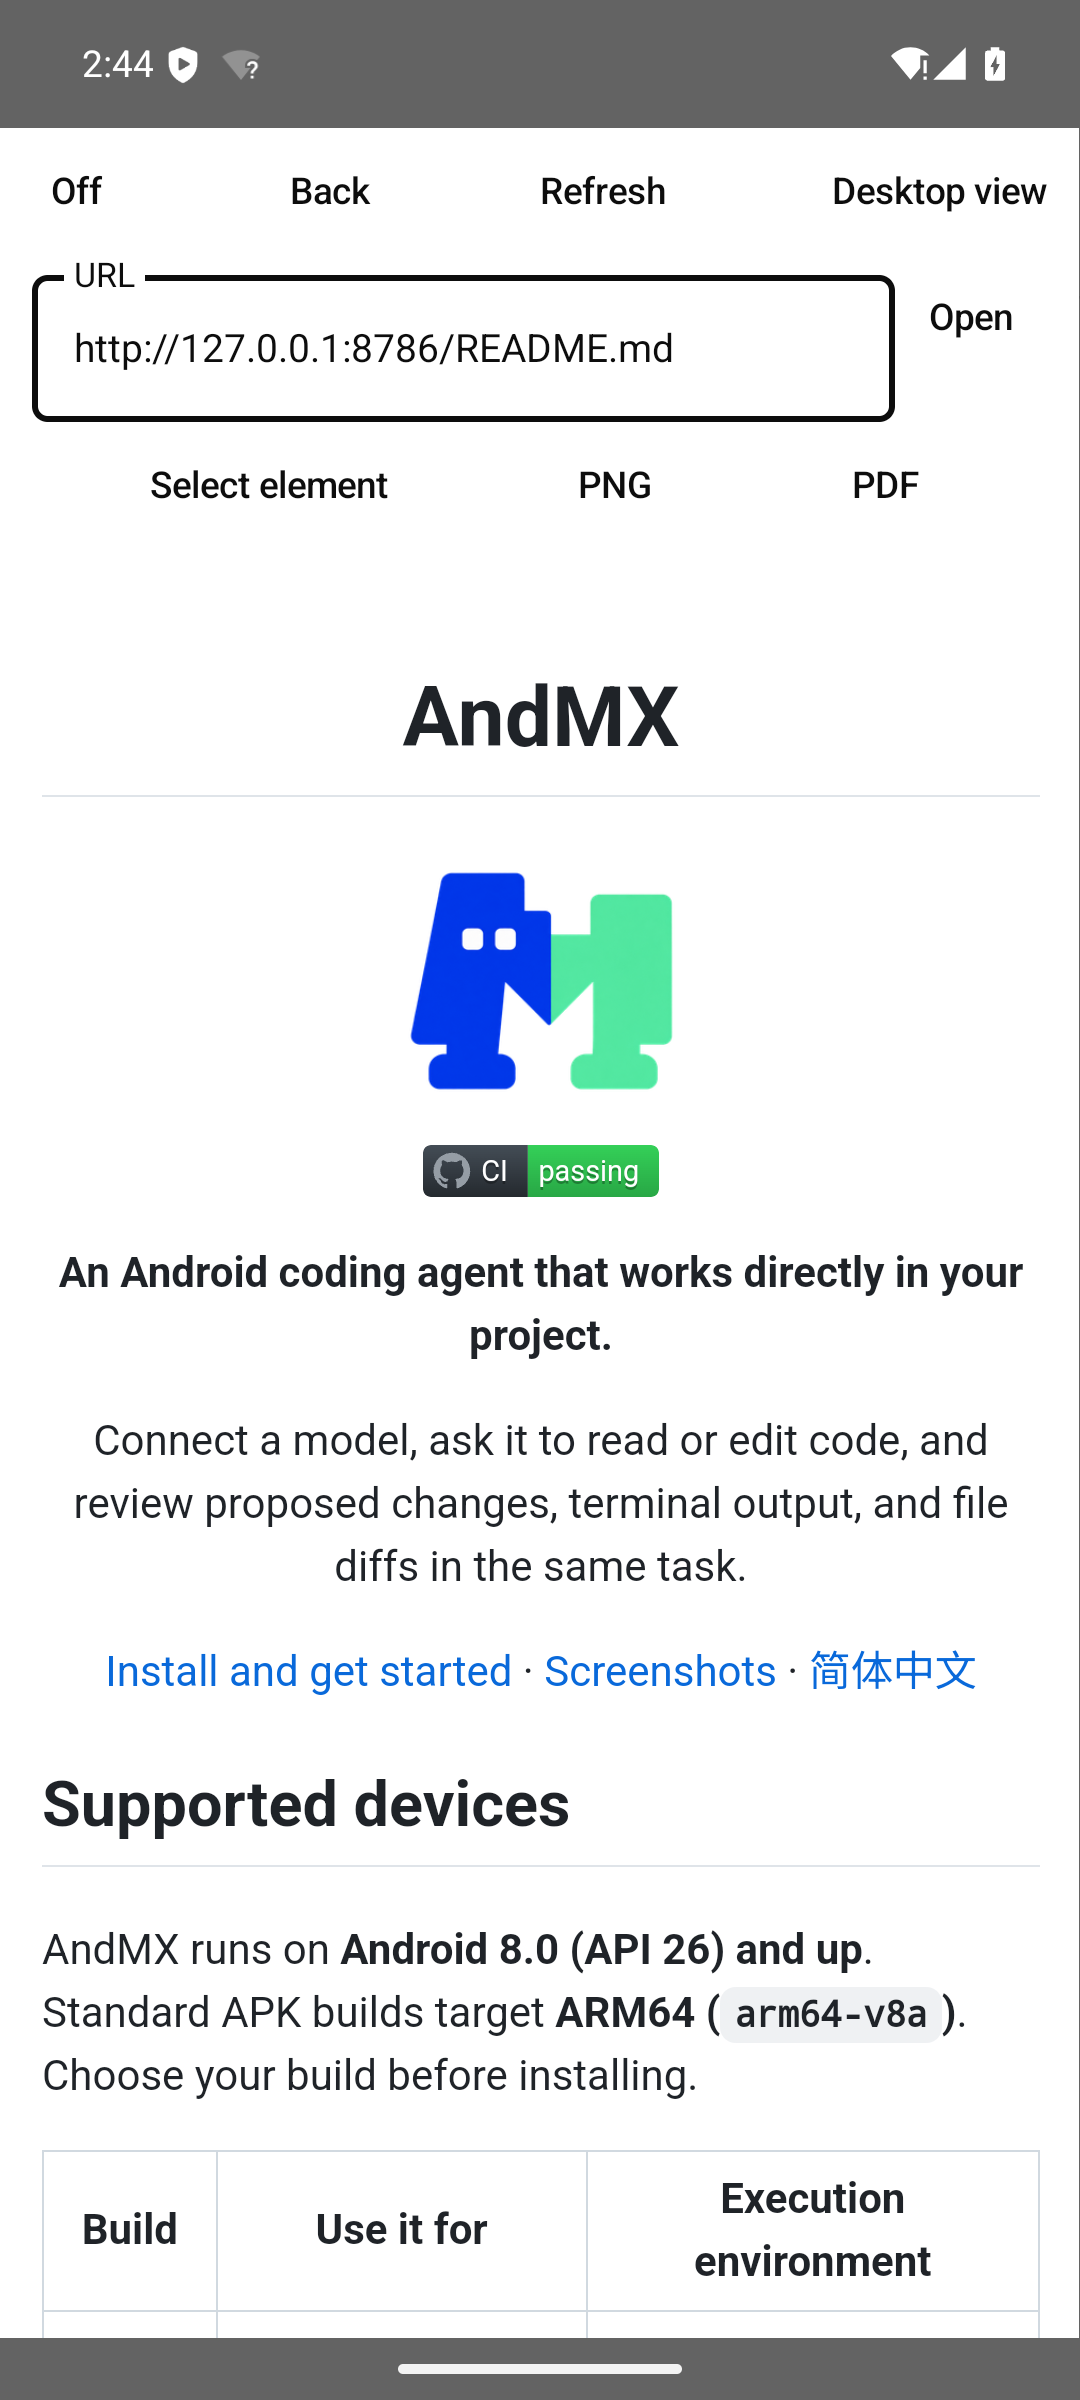 2:44
Off Back Refresh Desktop view
URL
http://127.0.0.1:8786/README.md
Open
Select element PNG PDF
AndMX
CI passing
An Android coding agent that works directly in your
project.
Connect a model, ask it to read or edit code, and
review proposed changes, terminal output, and file
diffs in the same task.
Install and get started · Screenshots · 简体中文
Supported devices
AndMX runs on Android 8.0 (API 26) and up.
Standard APK builds target ARM64 (arm64-v8a).
Choose your build before installing.
Build Use it for Execution
environment